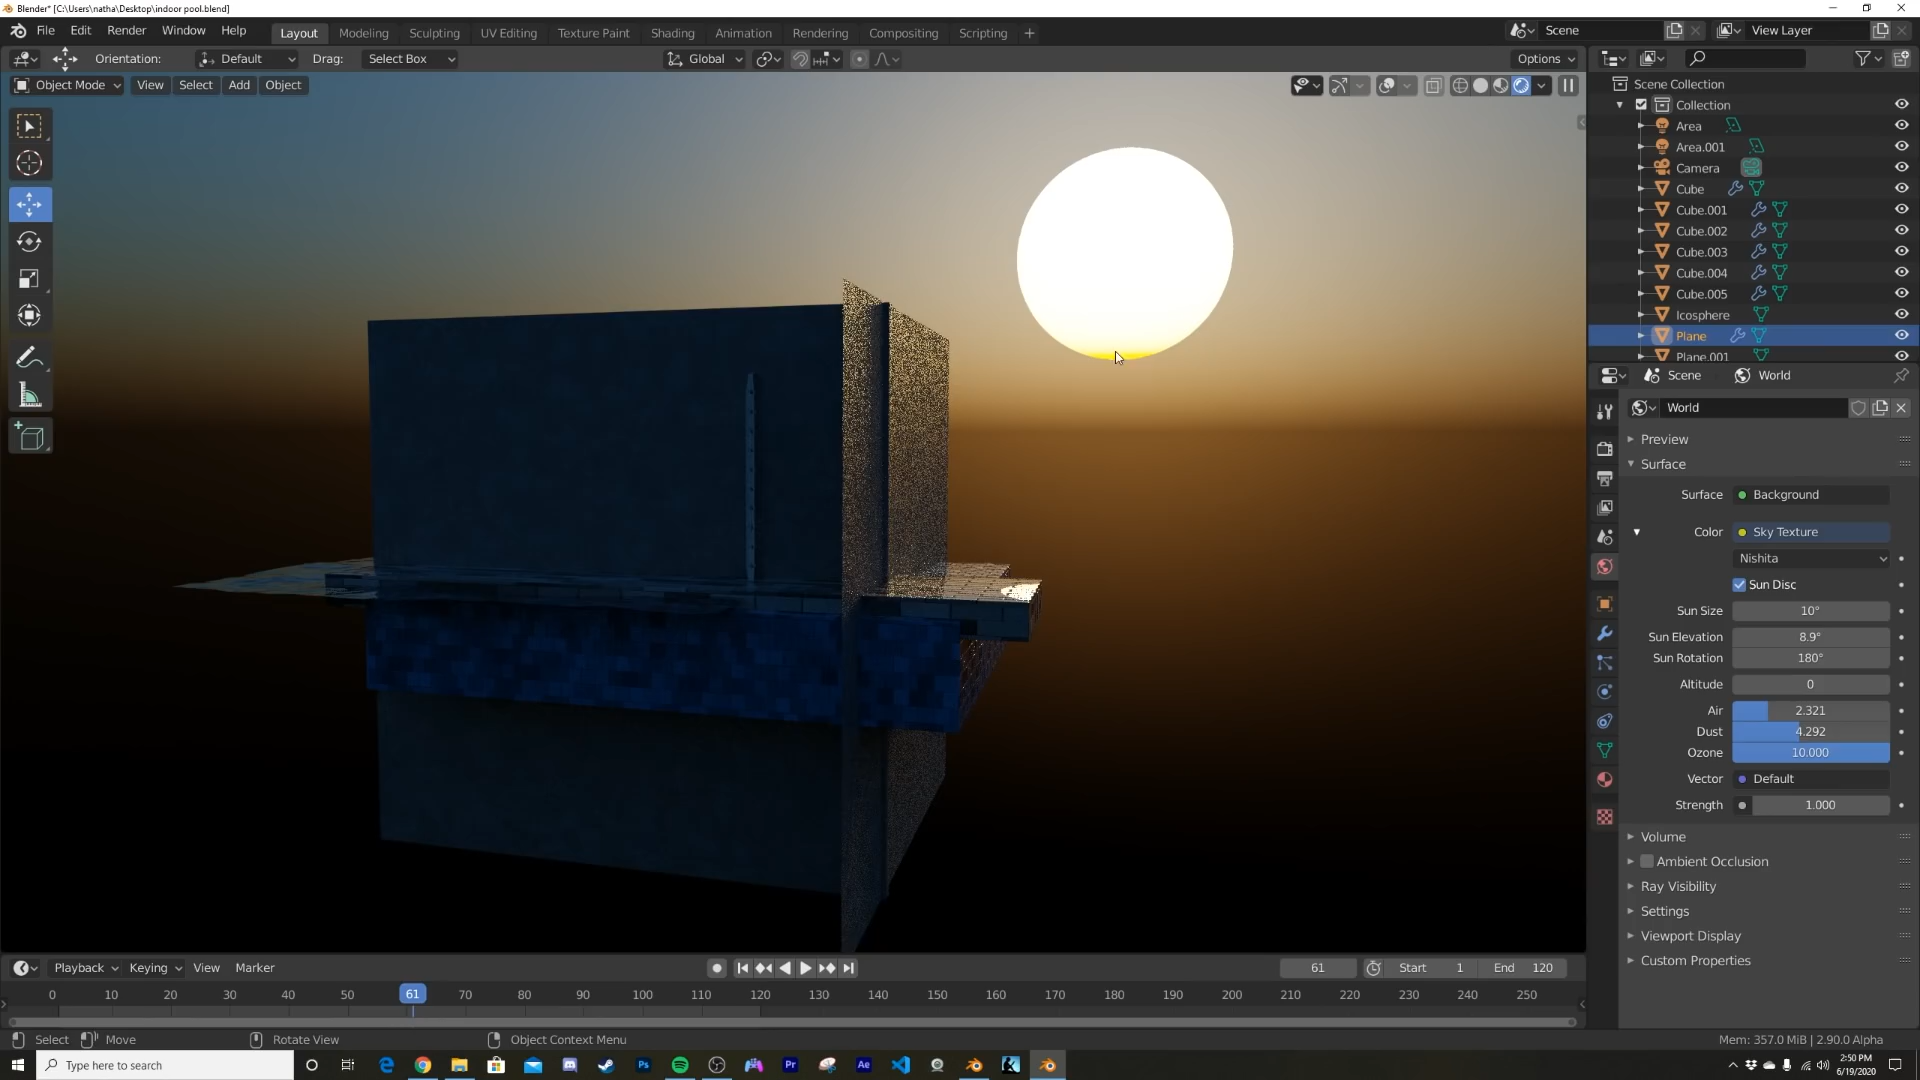 Blender* [C:\Users\natha\Desktop\indoor pool.blend]
File Edit Render Window Help Layout Modeling Sculpting UV Editing Texture Paint Shading Animation Rendering Compositing Scripting + Scene View Layer
Orientation: Default Drag: Select Box Global Options
Object Mode View Select Add Object
Scene Collection
Collection
Area
Area.001
Camera
Cube
Cube.001
Cube.002
Cube.003
Cube.004
Cube.005
Icosphere
Plane
Plane.001
Scene World
World
Preview
Surface
Surface Background
Color Sky Texture
Nishita
Sun Disc
Sun Size 10°
Sun Elevation 8.9°
Sun Rotation 180°
Altitude 0
Air 2.321
Dust 4.292
Ozone 10.000
Vector Default
Strength 1.000
Volume
Ambient Occlusion
Ray Visibility
Settings
Viewport Display
Custom Properties
Playback Keying View Marker 61 Start 1 End 120
0 10 20 30 40 50 61 70 80 90 100 110 120 130 140 150 160 170 180 190 200 210 220 230 240 250
Select Move Rotate View Object Context Menu Mem: 357.0 MiB | 2.90.0 Alpha
Type here to search
Ps
Pr
Ae
2:50 PM
6/19/2020